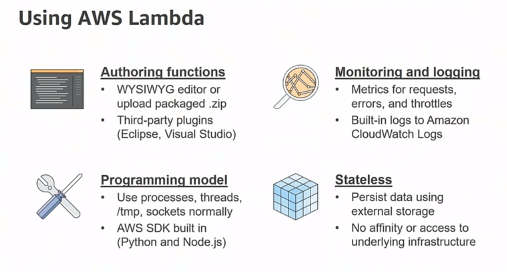 Using AWS Lambda
Authoring functions
• WYSIWYG editor or
upload packaged .zip
• Third-party plugins
(Eclipse, Visual Studio)
Monitoring and logging
• Metrics for requests,
errors, and throttles
• Built-in logs to Amazon
CloudWatch Logs
Programming model
• Use processes, threads,
/tmp, sockets normally
• AWS SDK built in
(Python and Node.js)
Stateless
• Persist data using
external storage
• No affinity or access to
underlying infrastructure